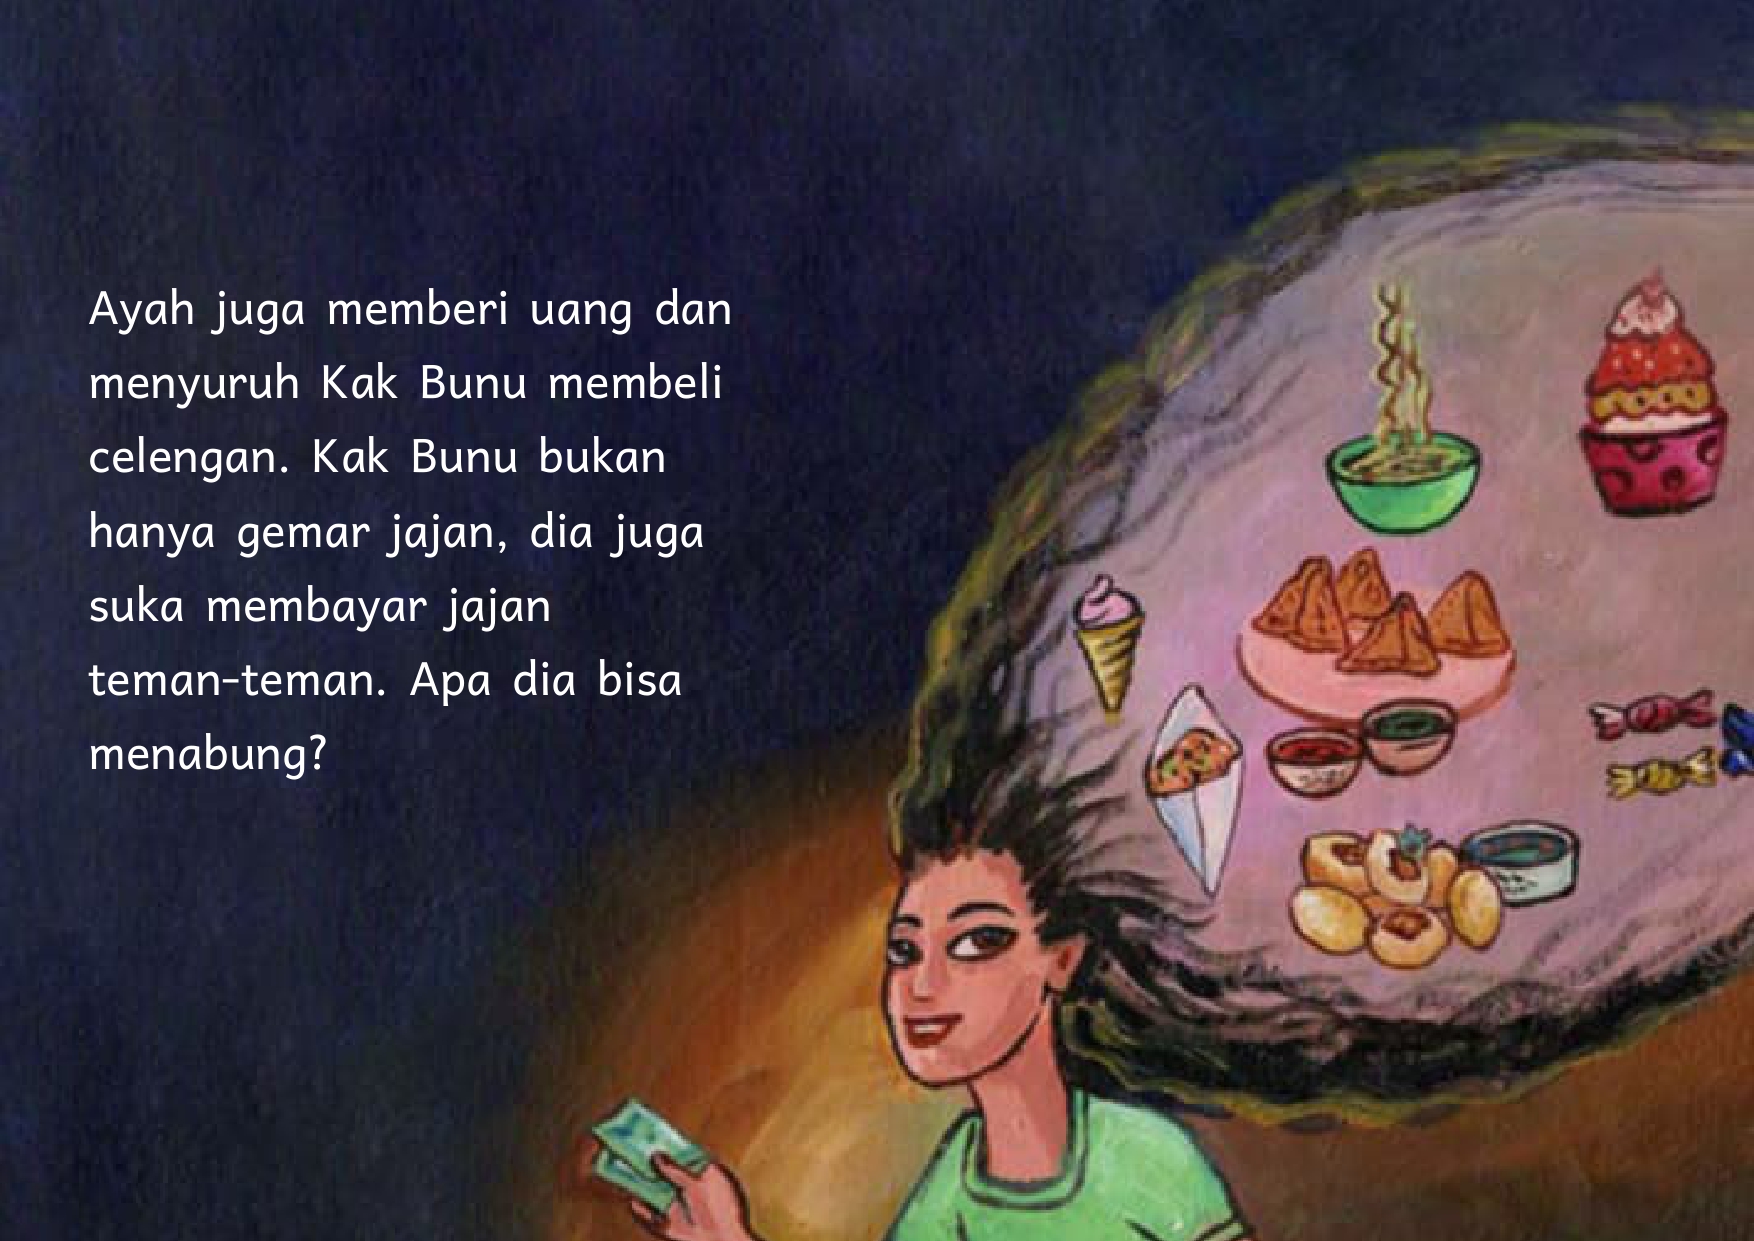 Ayah juga memberi uang dan
menyuruh Kak Bunu membeli
celengan. Kak Bunu bukan
hanya gemar jajan, dia juga
suka membayar jajan
teman-teman. Apa dia bisa
menabung?